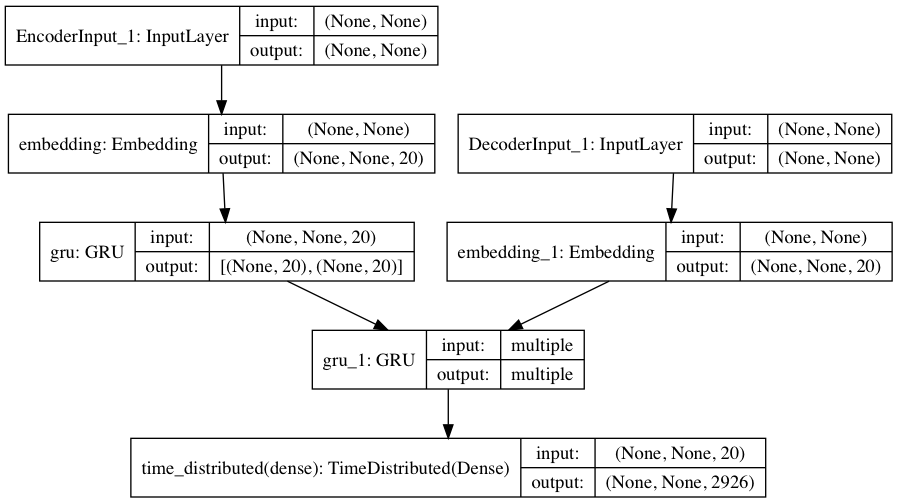 EncoderInput_1: InputLayer
input: (None, None)
output: (None, None)
embedding: Embedding
input: (None, None)
output: (None, None, 20)
DecoderInput_1: InputLayer
input: (None, None)
output: (None, None)
gru: GRU
input: (None, None, 20)
output: [(None, 20), (None, 20)]
embedding_1: Embedding
input: (None, None)
output: (None, None, 20)
gru_1: GRU
input: multiple
output: multiple
time_distributed(dense): TimeDistributed(Dense)
input: (None, None, 20)
output: (None, None, 2926)